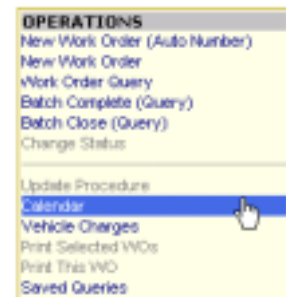 OPERATIONS
New Work Order (Auto Number)
New Work Order
Work Order Query
Batch Complete (Query)
Batch Close (Query)
Change Status
Update Procedure
Calendar
Vehicle Charges
Print Selected WOs
Print This WO
Saved Queries